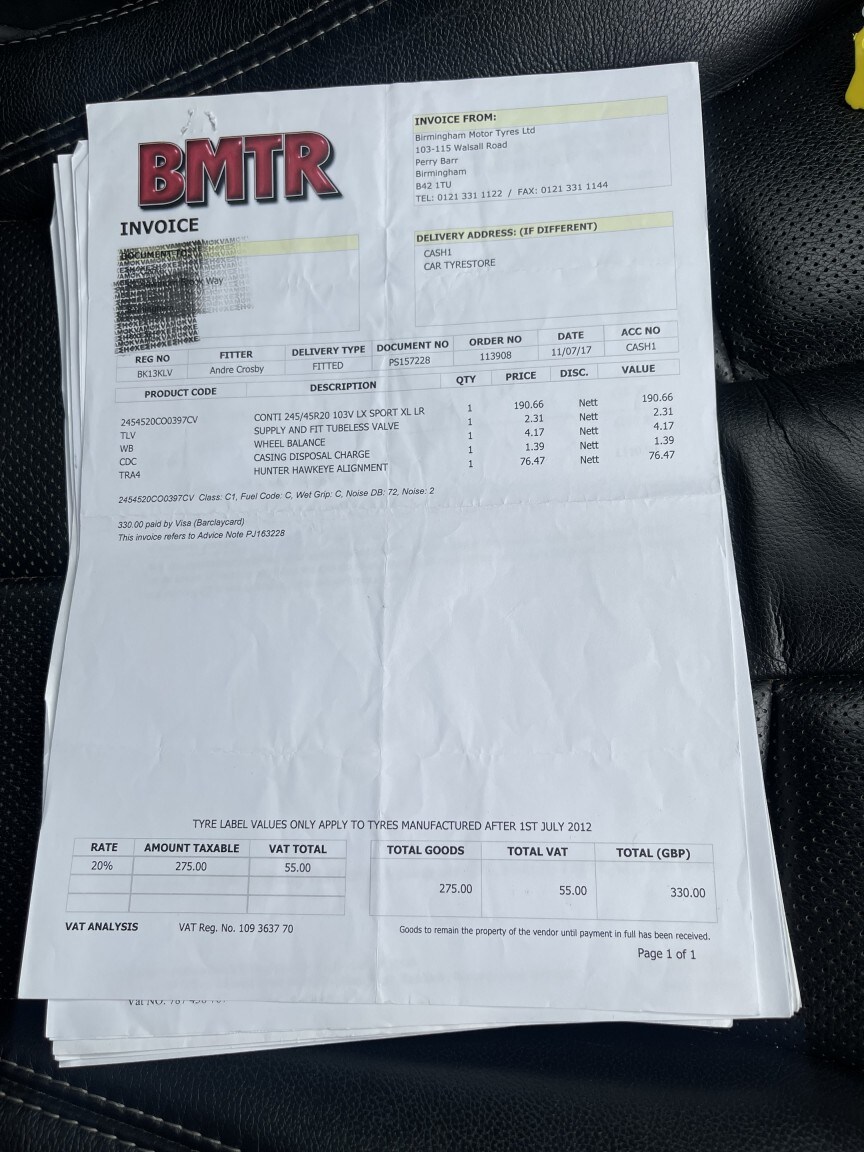 BMTR
INVOICE
INVOICE FROM:
Birmingham Motor Tyres Ltd
103-115 Walsall Road
Perry Barr
Birmingham
B42 1TU
TEL: 0121 331 1122 / FAX: 0121 331 1144
DOCUMENT TO:
Way
DELIVERY ADDRESS: (IF DIFFERENT)
CASH1
CAR TYRESTORE
REG NO FITTER DELIVERY TYPE DOCUMENT NO ORDER NO DATE ACC NO
BK13KLV Andre Crosby FITTED PS157228 113908 11/07/17 CASH1
PRODUCT CODE DESCRIPTION QTY PRICE DISC. VALUE
2454520CO0397CV CONTI 245/45R20 103V LX SPORT XL LR 1 190.66 Nett 190.66
TLV SUPPLY AND FIT TUBELESS VALVE 1 2.31 Nett 2.31
WB WHEEL BALANCE 1 4.17 Nett 4.17
CDC CASING DISPOSAL CHARGE 1 1.39 Nett 1.39
TRA4 HUNTER HAWKEYE ALIGNMENT 1 76.47 Nett 76.47
2454520CO0397CV Class: C1, Fuel Code: C, Wet Grip: C, Noise DB: 72, Noise: 2
330.00 paid by Visa (Barclaycard)
This invoice refers to Advice Note PJ163228
TYRE LABEL VALUES ONLY APPLY TO TYRES MANUFACTURED AFTER 1ST JULY 2012
RATE AMOUNT TAXABLE VAT TOTAL
20% 275.00 55.00
TOTAL GOODS TOTAL VAT TOTAL (GBP)
275.00 55.00 330.00
VAT ANALYSIS VAT Reg. No. 109 3637 70
Goods to remain the property of the vendor until payment in full has been received.
Page 1 of 1